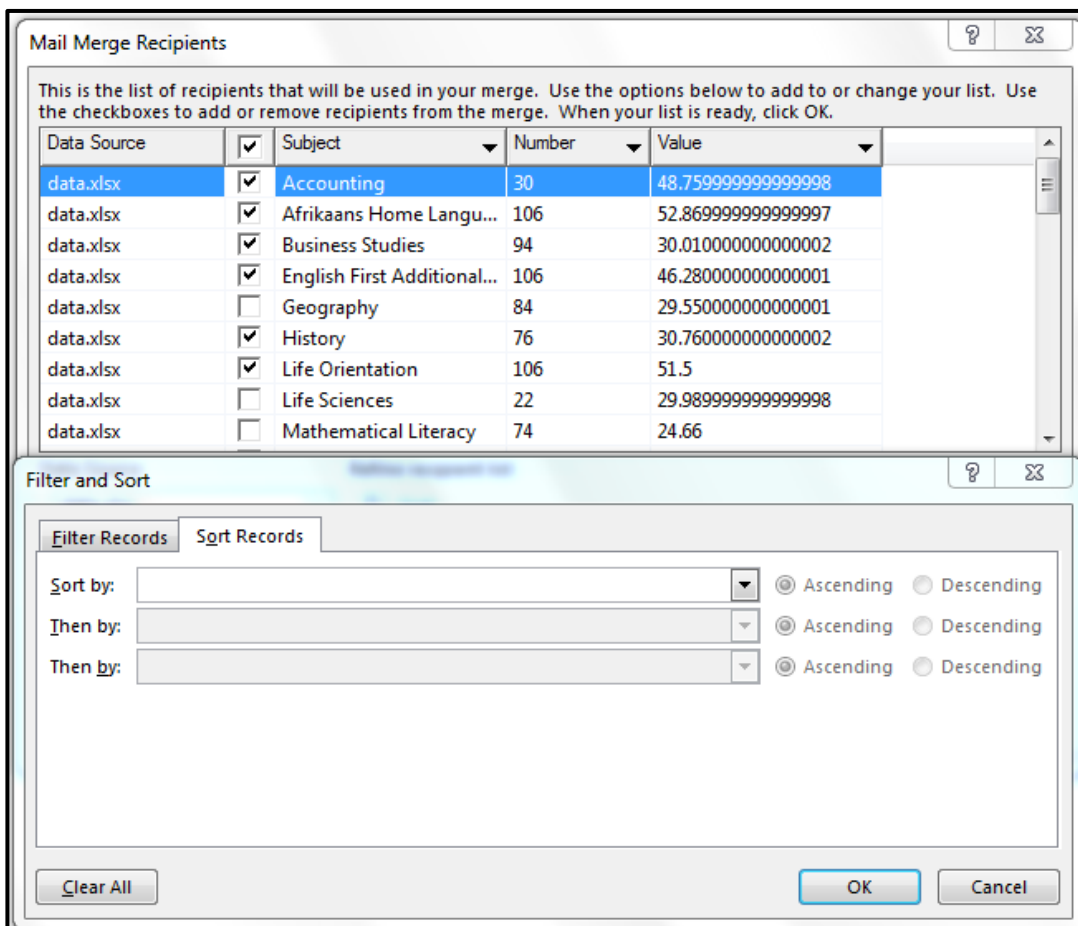 Mail Merge Recipients
This is the list of recipients that will be used in your merge. Use the options below to add to or change your list. Use
the checkboxes to add or remove recipients from the merge. When your list is ready, click OK.
Data Source Subject Number Value
data.xlsx Accounting 30 48.759999999999998
data.xlsx Afrikaans Home Langu... 106 52.869999999999997
data.xlsx Business Studies 94 30.010000000000002
data.xlsx English First Additional... 106 46.280000000000001
data.xlsx Geography 84 29.550000000000001
data.xlsx History 76 30.760000000000002
data.xlsx Life Orientation 106 51.5
data.xlsx Life Sciences 22 29.989999999999998
data.xlsx Mathematical Literacy 74 24.66
Filter and Sort
Filter Records Sort Records
Sort by: Ascending Descending
Then by: Ascending Descending
Then by: Ascending Descending
Clear All OK Cancel